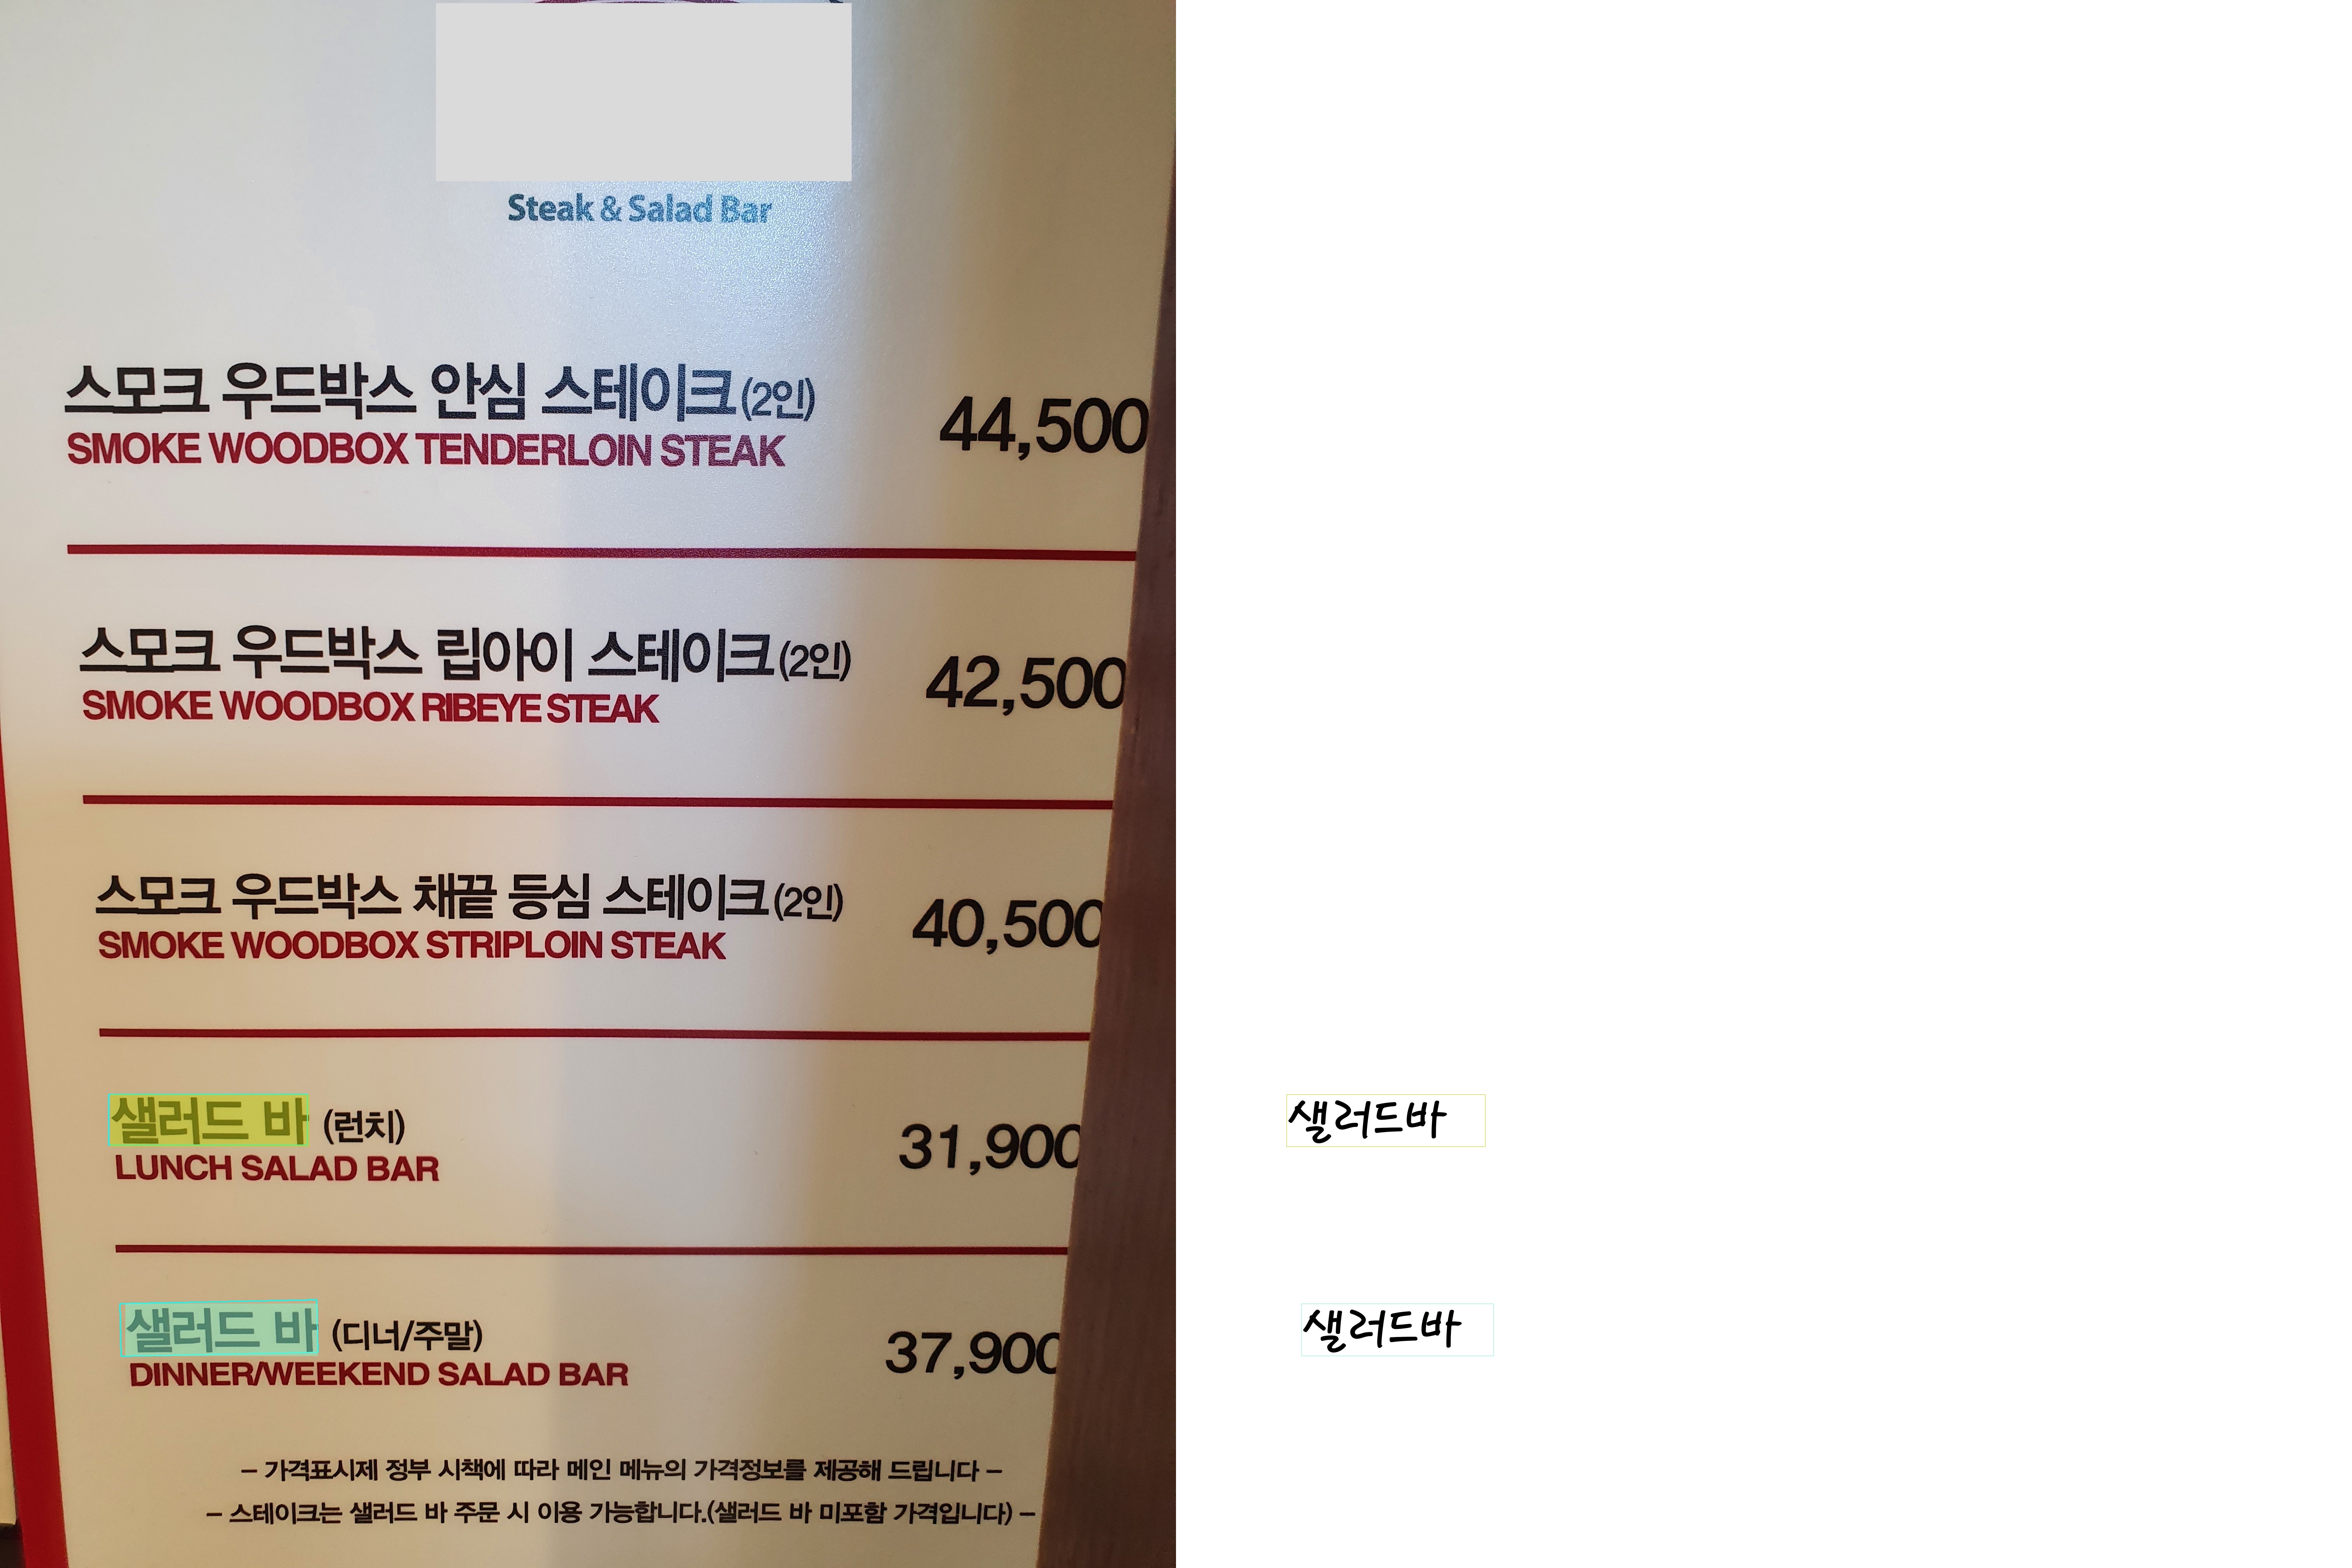 Steak & Salad Bar
스모크 우드박스 안심 스테이크(2인)
44,500
SMOKE WOODBOX TENDERLOIN STEAK
스모크 우드박스 립아이 스테이크(2인)
42,500
SMOKE WOODBOX RIBEYE STEAK
스모크 우드박스 채끝 등심 스테이크(2인)
40,500
SMOKE WOODBOX STRIPLOIN STEAK
샐러드 바 (런치)
31,900
LUNCH SALAD BAR
샐러드 바 (디너/주말)
37,900
DINNER/WEEKEND SALAD BAR
– 가격표시제 정부 시책에 따라 메인 메뉴의 가격정보를 제공해 드립니다 –
– 스테이크는 샐러드 바 주문 시 이용 가능합니다.(샐러드 바 미포함 가격입니다) –
샐러드바
샐러드바